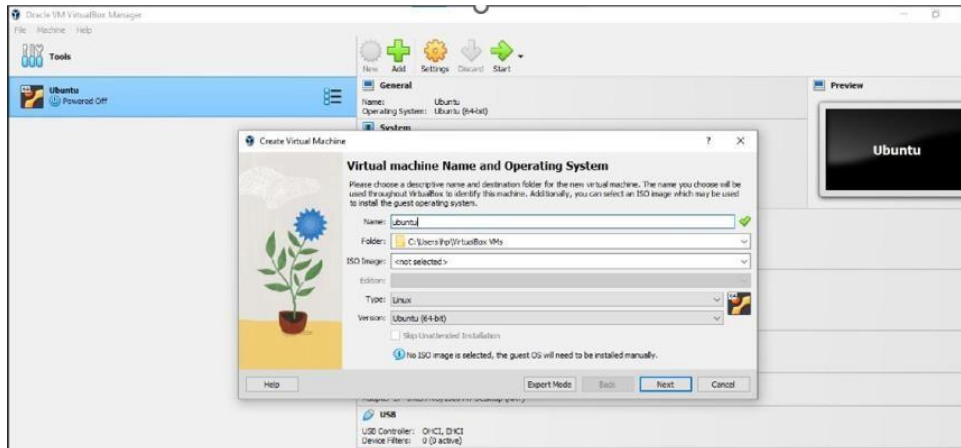 Oracle VM VirtualBox Manager
File Machine Help
Tools
New Add Settings Discard Start
Ubuntu
Powered Off
General
Name: Ubuntu
Operating System: Ubuntu (64-bit)
System
Preview
Ubuntu
Create Virtual Machine
Virtual machine Name and Operating System
Please choose a descriptive name and destination folder for the new virtual machine. The name you choose will be
used throughout VirtualBox to identify this machine. Additionally, you can select an ISO image which may be used
to install the guest operating system.
Name: ubuntu
Folder: C:\Users\hp\VirtualBox VMs
ISO Image: <not selected>
Edition:
Type: Linux
Version: Ubuntu (64-bit)
Skip Unattended Installation
No ISO image is selected, the guest OS will need to be installed manually.
Help Expert Mode Back Next Cancel
USB
USB Controller: OHCI, EHCI
Device Filters: 0 (0 active)